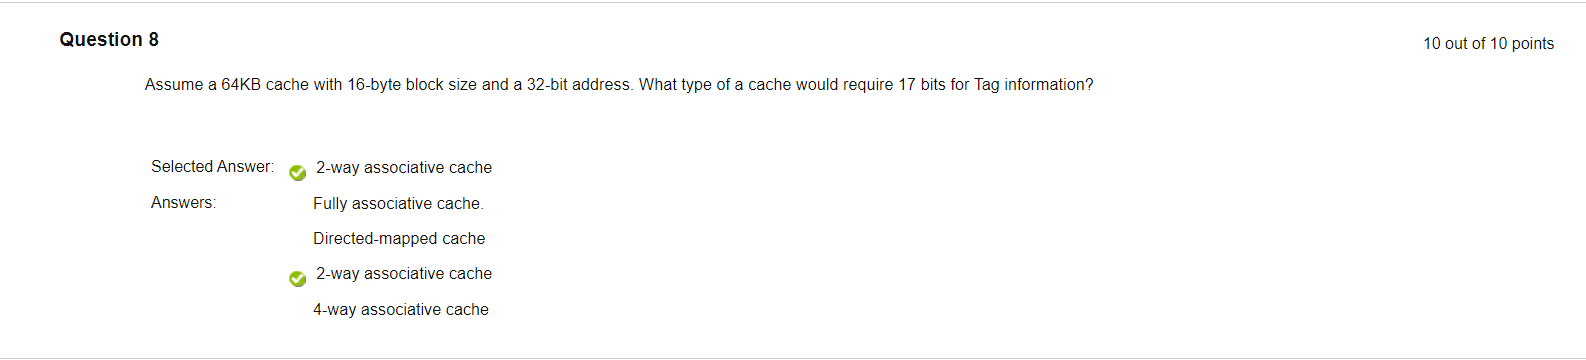 Question 8
10 out of 10 points
Assume a 64KB cache with 16-byte block size and a 32-bit address. What type of a cache would require 17 bits for Tag information?
Selected Answer: 2-way associative cache
Answers: Fully associative cache.
Directed-mapped cache
2-way associative cache
4-way associative cache